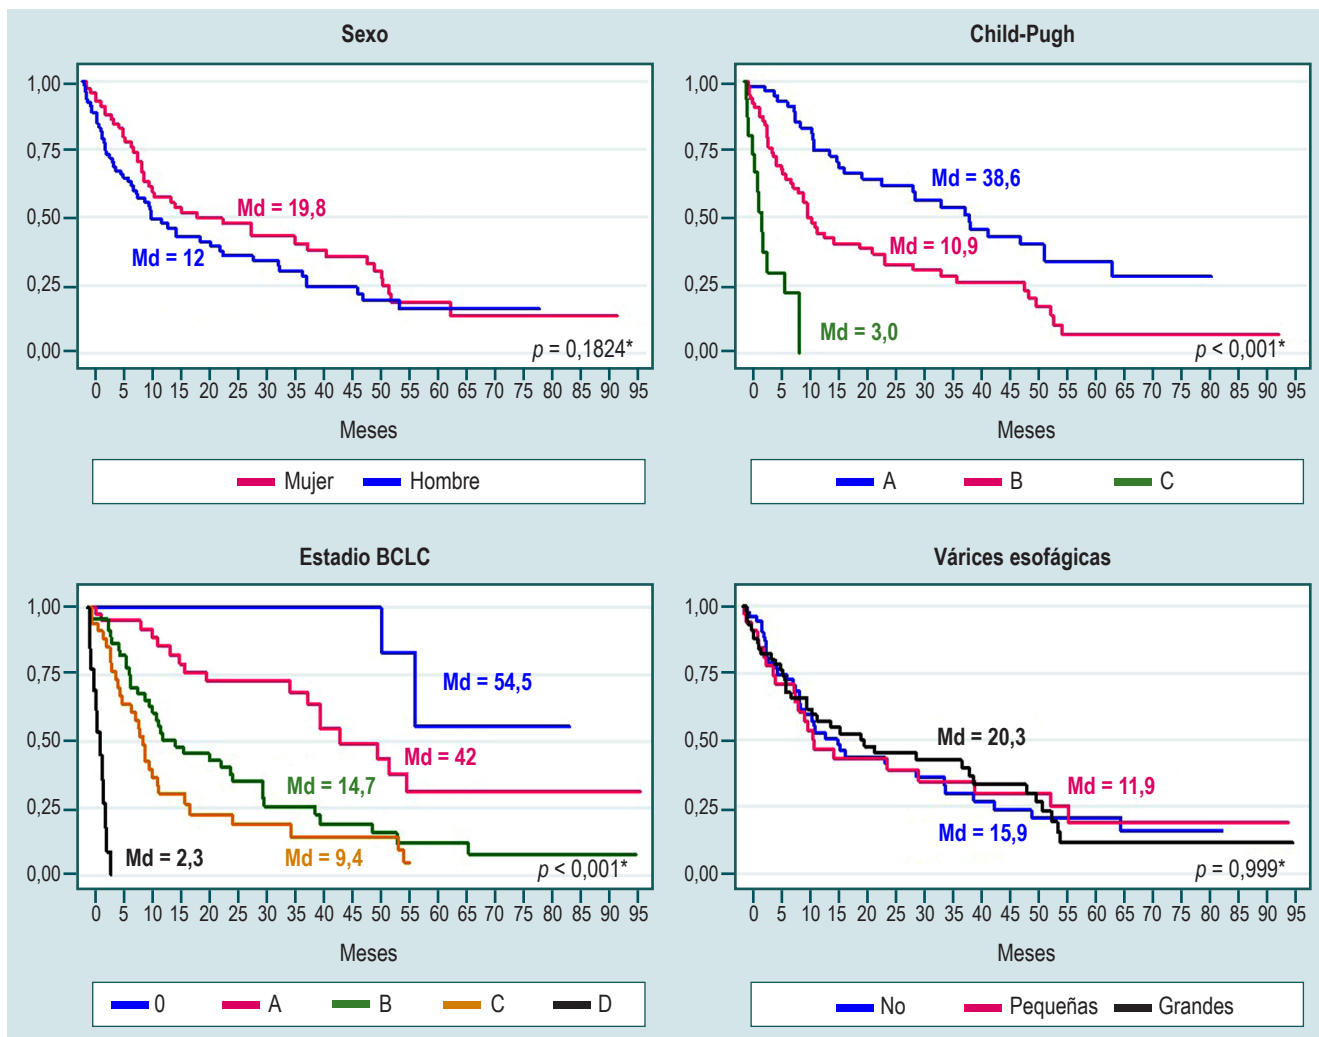 Sexo
1,00
0,75
0,50
0,25
0,00
Md = 19,8
Md = 12
p = 0,1824*
0 5 10 15 20 25 30 35 40 45 50 55 60 65 70 75 80 85 90 95
Meses
Mujer Hombre
Child-Pugh
1,00
0,75
0,50
0,25
0,00
Md = 38,6
Md = 10,9
Md = 3,0
p < 0,001*
0 5 10 15 20 25 30 35 40 45 50 55 60 65 70 75 80 85 90 95
Meses
A B C
Estadio BCLC
1,00
0,75
0,50
0,25
0,00
Md = 54,5
Md = 42
Md = 14,7
Md = 2,3
Md = 9,4
p < 0,001*
0 5 10 15 20 25 30 35 40 45 50 55 60 65 70 75 80 85 90 95
Meses
0 A B C D
Várices esofágicas
1,00
0,75
0,50
0,25
0,00
Md = 20,3
Md = 11,9
Md = 15,9
p = 0,999*
0 5 10 15 20 25 30 35 40 45 50 55 60 65 70 75 80 85 90 95
Meses
No Pequeñas Grandes